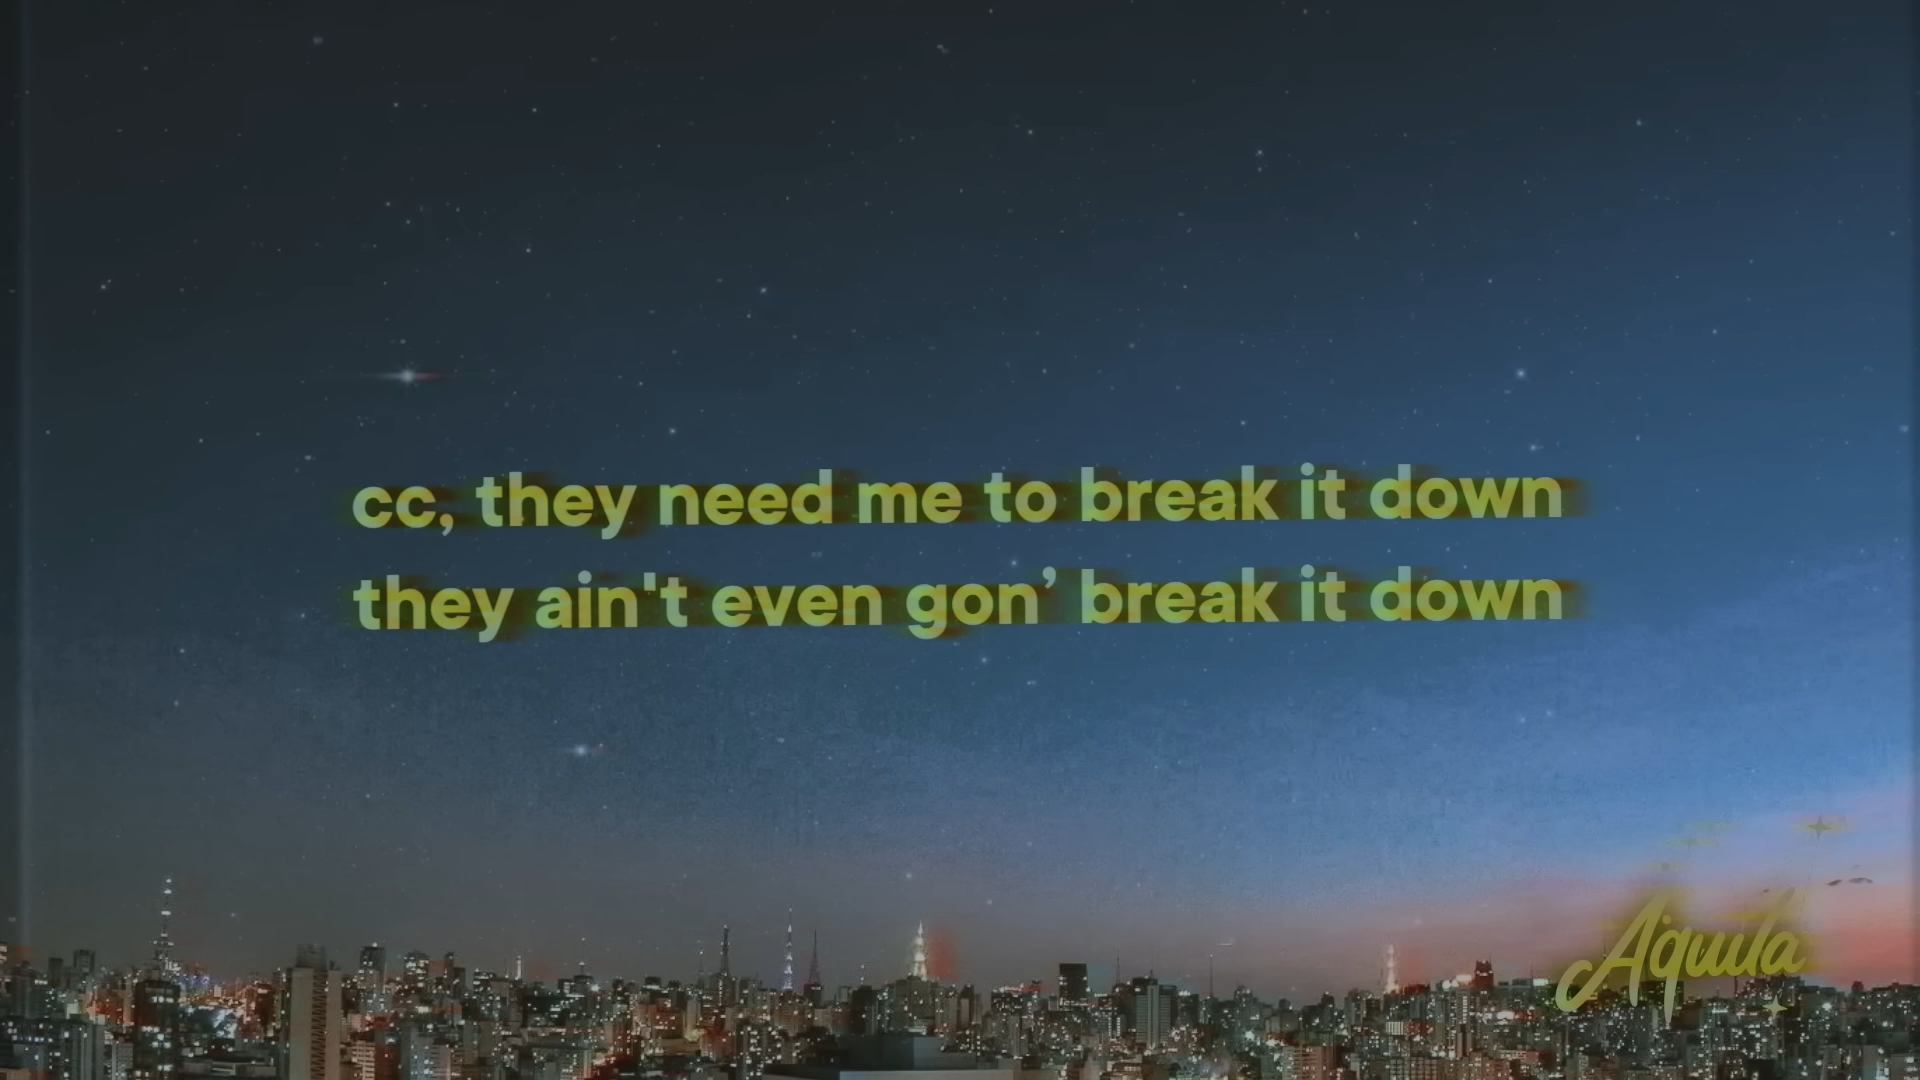 cc, they need me to break it down
they ain't even gon’ break it down
Aquila